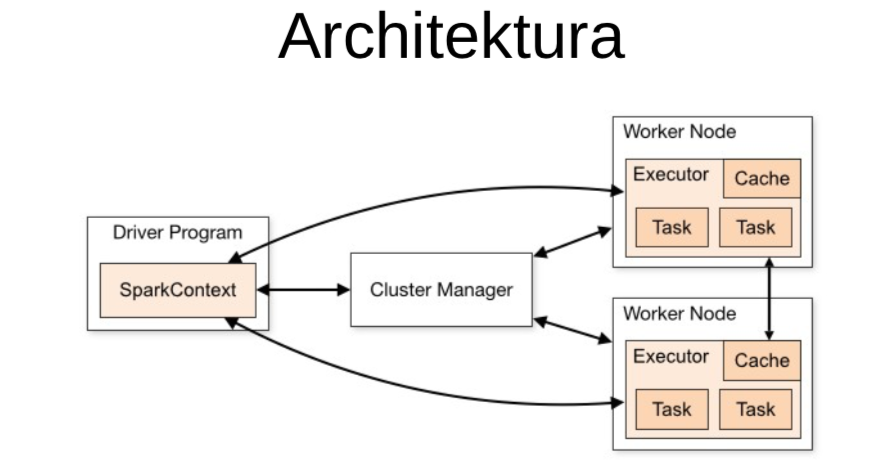 Architektura
Driver Program
SparkContext
Cluster Manager
Worker Node
Executor
Cache
Task
Task
Worker Node
Executor
Cache
Task
Task